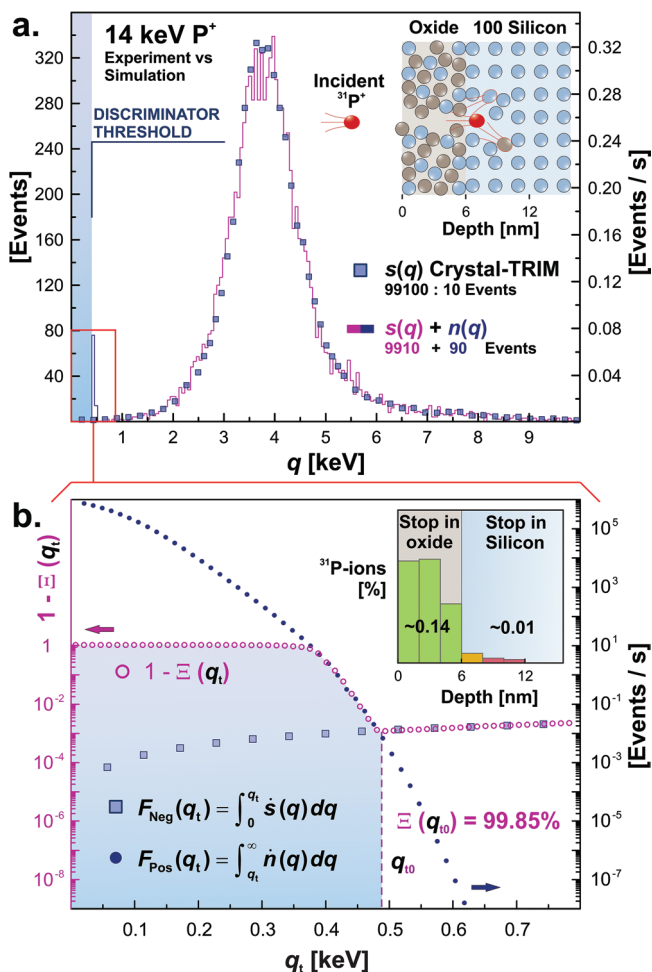 a.
14 keV P+
Experiment vs
Simulation
DISCRIMINATOR
THRESHOLD
Incident
31P+
Oxide 100 Silicon
0 6 12
Depth [nm]
s(q) Crystal-TRIM
99100 : 10 Events
s(q) + n(q)
9910 + 90 Events
[Events]
360
320
280
240
200
160
120
80
40
[Events / s]
0.32
0.28
0.24
0.20
0.16
0.12
0.08
0.04
1 2 3 4 5 6 7 8 9
q [keV]
b.
1 - Ξ (qt)
1
10-2
10-4
10-6
10-8
1 - Ξ (qt)
FNeg(qt) = ∫0qt ṡ(q) dq
FPos(qt) = ∫qt∞ ṅ(q) dq
Ξ (qt0) = 99.85%
qt0
Stop in oxide
Stop in Silicon
31P-ions
[%]
~0.14
~0.01
0 6 12
Depth [nm]
105
103
101
10-1
10-3
10-5
10-7
[Events / s]
0.0 0.1 0.2 0.3 0.4 0.5 0.6 0.7
qt [keV]